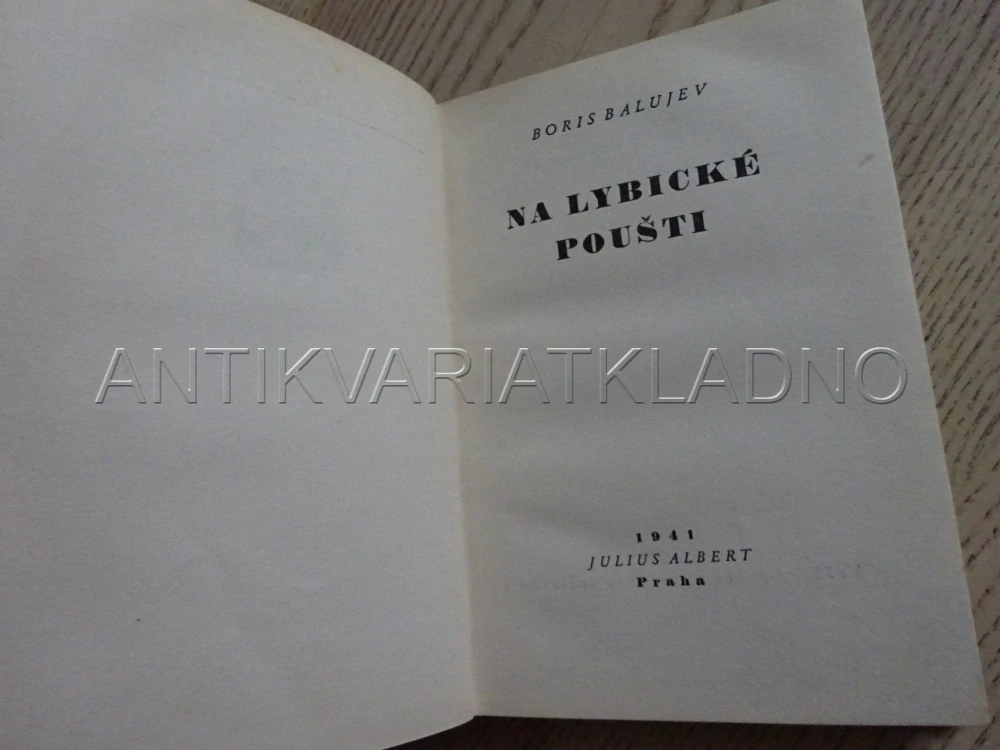 BORIS BALUJEV
NA LYBICKÉ
POUŠTI
ANTIKVARIATKLADNO
1941
JULIUS ALBERT
Praha